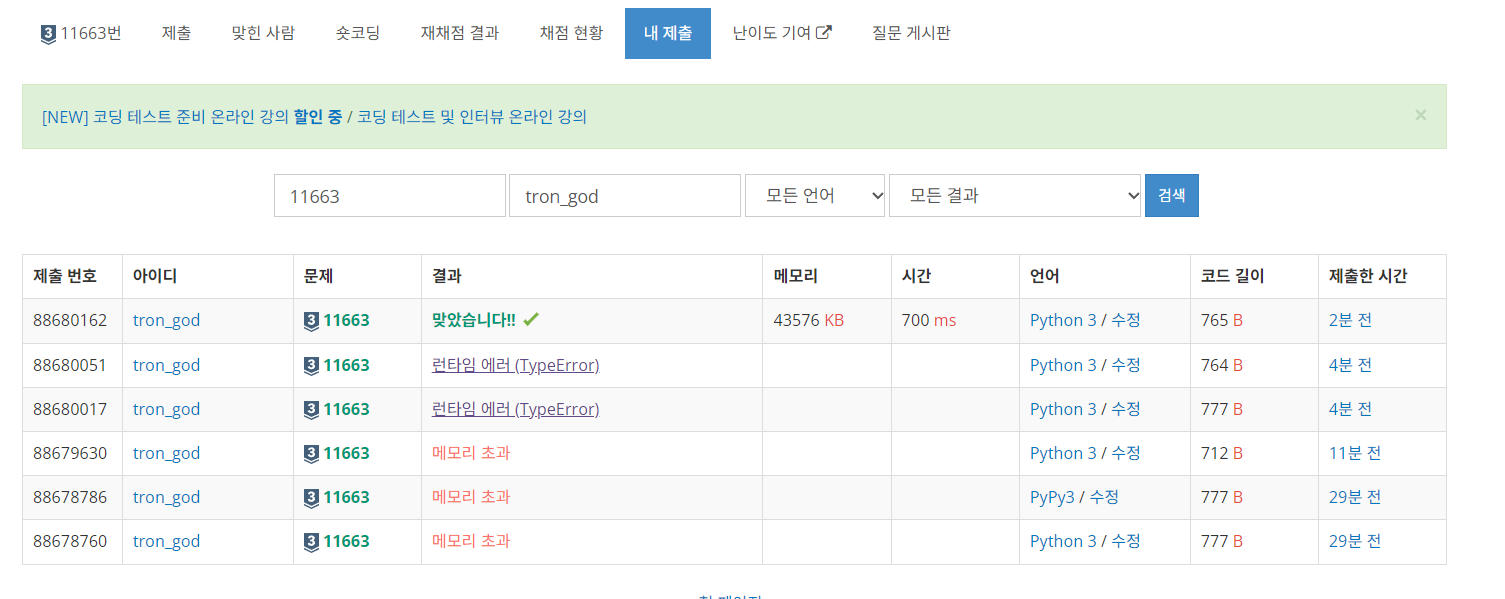 3 11663번 제출 맞힌 사람 숏코딩 재채점 결과 채점 현황 내 제출 난이도 기여 질문 게시판
[NEW] 코딩 테스트 준비 온라인 강의 할인 중 / 코딩 테스트 및 인터뷰 온라인 강의 ×
11663 tron_god 모든 언어 모든 결과 검색
제출 번호 아이디 문제 결과 메모리 시간 언어 코드 길이 제출한 시간
88680162 tron_god 3 11663 맞았습니다!! 43576 KB 700 ms Python 3 / 수정 765 B 2분 전
88680051 tron_god 3 11663 런타임 에러 (TypeError) Python 3 / 수정 764 B 4분 전
88680017 tron_god 3 11663 런타임 에러 (TypeError) Python 3 / 수정 777 B 4분 전
88679630 tron_god 3 11663 메모리 초과 Python 3 / 수정 712 B 11분 전
88678786 tron_god 3 11663 메모리 초과 PyPy3 / 수정 777 B 29분 전
88678760 tron_god 3 11663 메모리 초과 Python 3 / 수정 777 B 29분 전